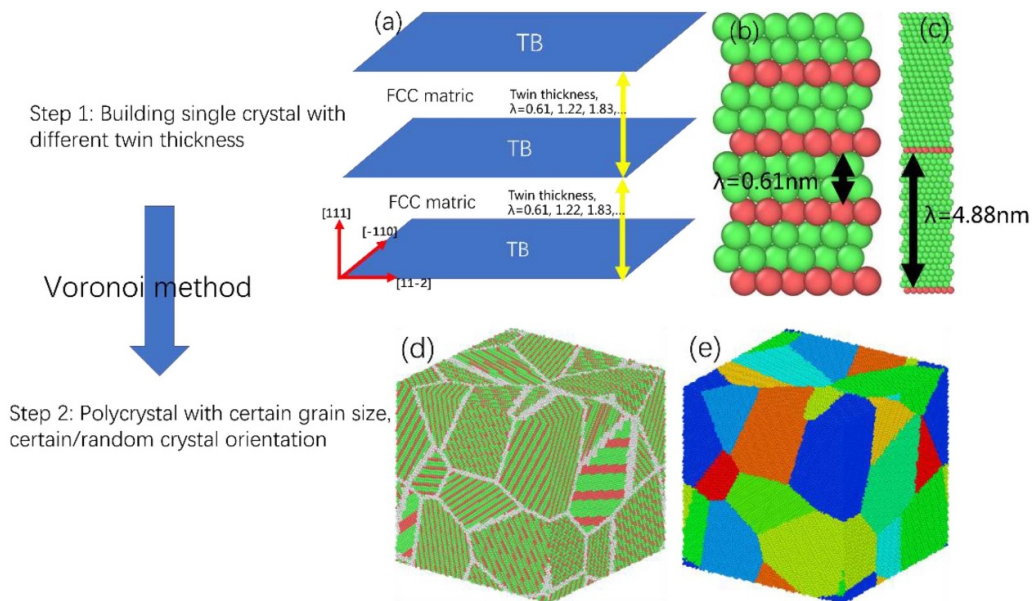 (a)
TB
FCC matric
Twin thickness,
λ=0.61, 1.22, 1.83,...
TB
FCC matric
Twin thickness,
λ=0.61, 1.22, 1.83,...
TB
[111]
[-110]
[11-2]
(b)
λ=0.61nm
(c)
λ=4.88nm
Step 1: Building single crystal with
different twin thickness
Voronoi method
Step 2: Polycrystal with certain grain size,
certain/random crystal orientation
(d)
(e)